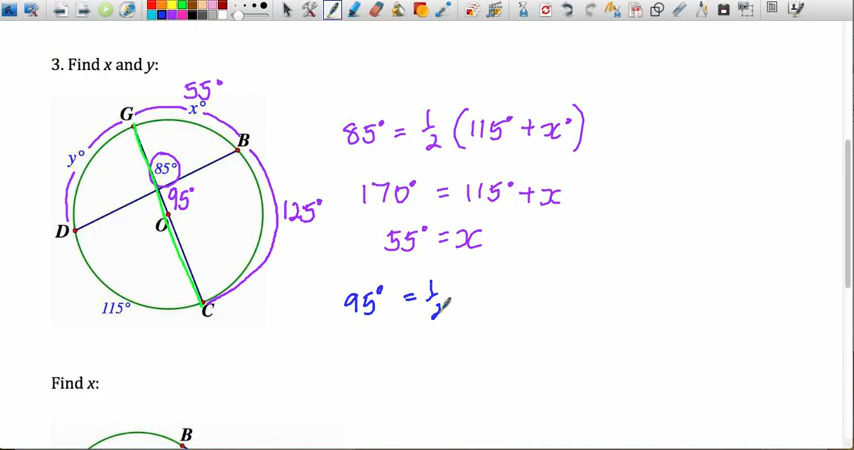 3. Find x and y:
55°
G
x°
B
y°
85°
95°
125°
D
O
115°
C
85° = 1/2 (115° + x°)
170° = 115° + x
55° = x
95° = 1/2
Find x:
B